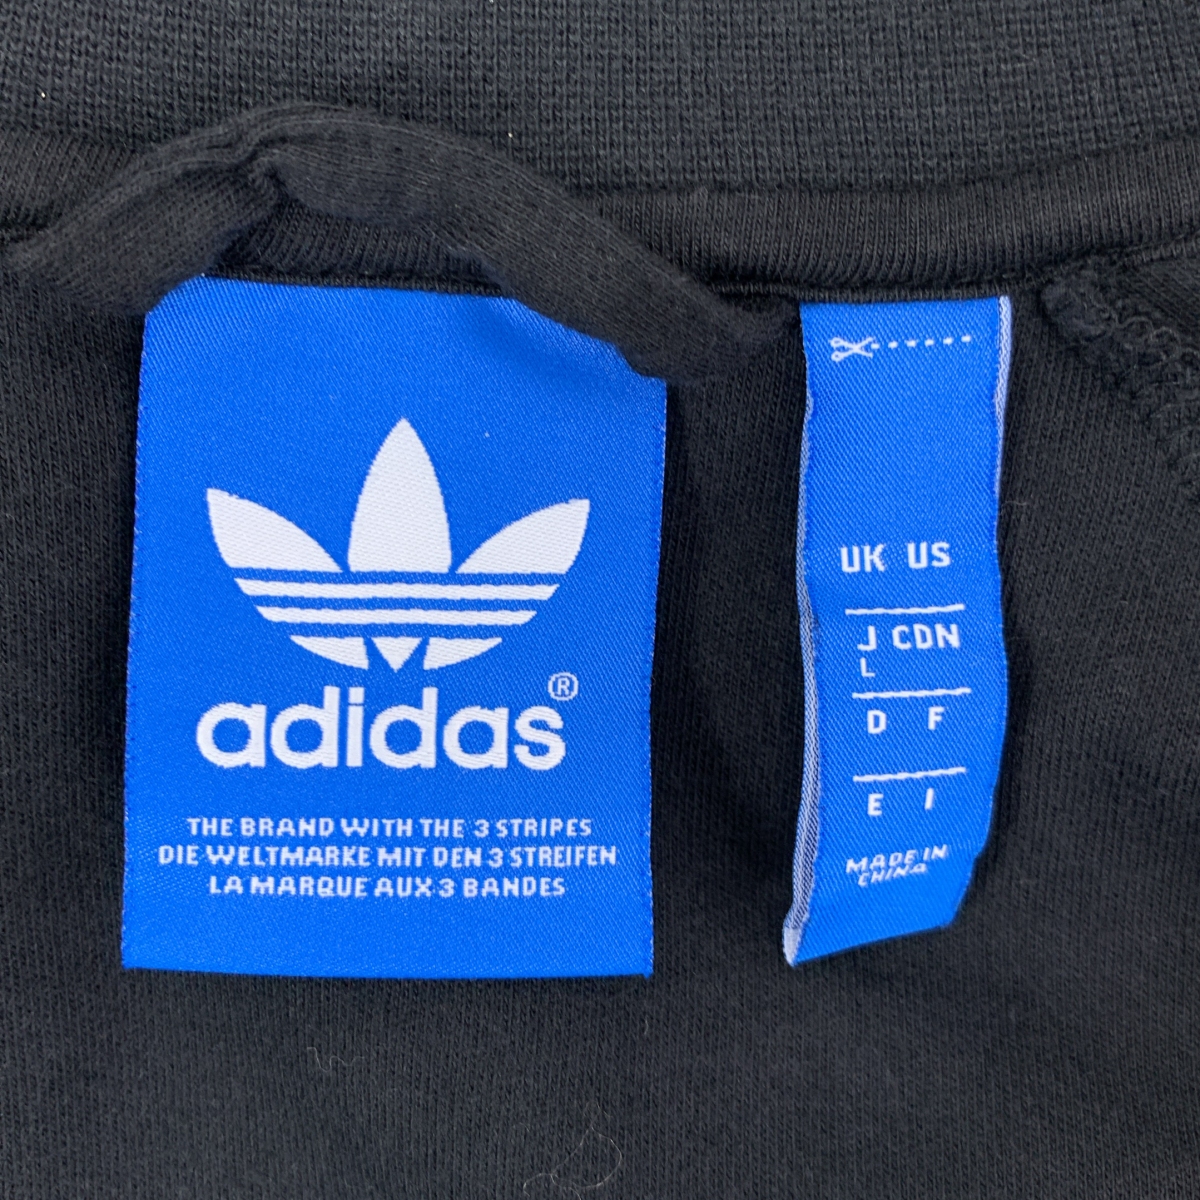 adidas®
THE BRAND WITH THE 3 STRIPES
DIE WELTMARKE MIT DEN 3 STREIFEN
LA MARQUE AUX 3 BANDES
UK US
J CDN
L
D F
E I
MADE IN
CHINA